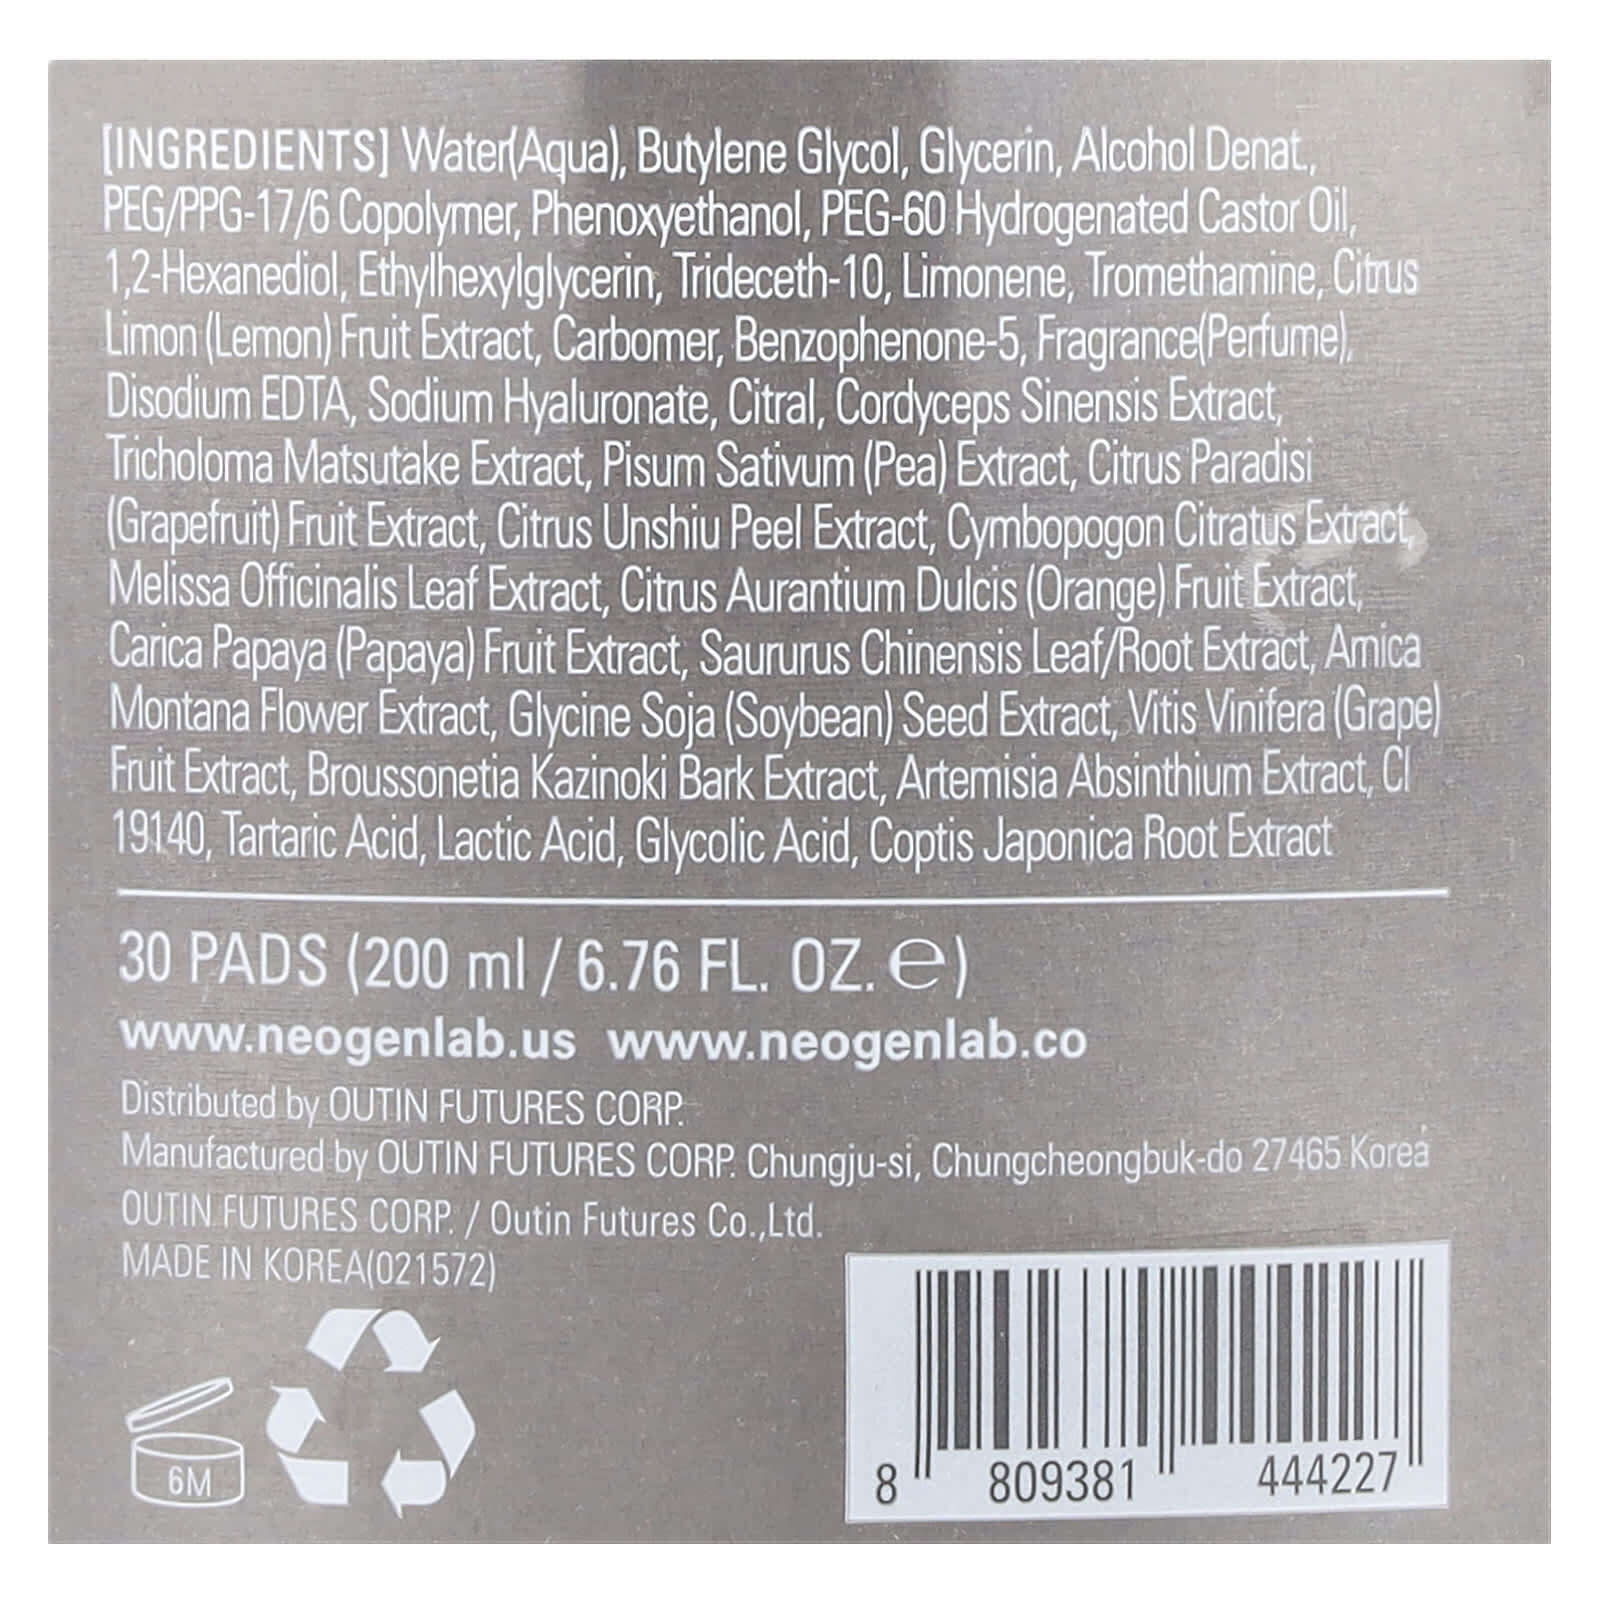 [INGREDIENTS] Water(Aqua), Butylene Glycol, Glycerin, Alcohol Denat.,
PEG/PPG-17/6 Copolymer, Phenoxyethanol, PEG-60 Hydrogenated Castor Oil,
1,2-Hexanediol, Ethylhexylglycerin, Trideceth-10, Limonene, Tromethamine, Citrus
Limon (Lemon) Fruit Extract, Carbomer, Benzophenone-5, Fragrance(Perfume),
Disodium EDTA, Sodium Hyaluronate, Citral, Cordyceps Sinensis Extract,
Tricholoma Matsutake Extract, Pisum Sativum (Pea) Extract, Citrus Paradisi
(Grapefruit) Fruit Extract, Citrus Unshiu Peel Extract, Cymbopogon Citratus Extract,
Melissa Officinalis Leaf Extract, Citrus Aurantium Dulcis (Orange) Fruit Extract,
Carica Papaya (Papaya) Fruit Extract, Saururus Chinensis Leaf/Root Extract, Arnica
Montana Flower Extract, Glycine Soja (Soybean) Seed Extract, Vitis Vinifera (Grape)
Fruit Extract, Broussonetia Kazinoki Bark Extract, Artemisia Absinthium Extract, CI
19140, Tartaric Acid, Lactic Acid, Glycolic Acid, Coptis Japonica Root Extract
30 PADS (200 ml / 6.76 FL. OZ. ℮)
www.neogenlab.us www.neogenlab.co
Distributed by OUTIN FUTURES CORP.
Manufactured by OUTIN FUTURES CORP. Chungju-si, Chungcheongbuk-do 27465 Korea
OUTIN FUTURES CORP. / Outin Futures Co.,Ltd.
MADE IN KOREA(021572)
6M
8 809381 444227